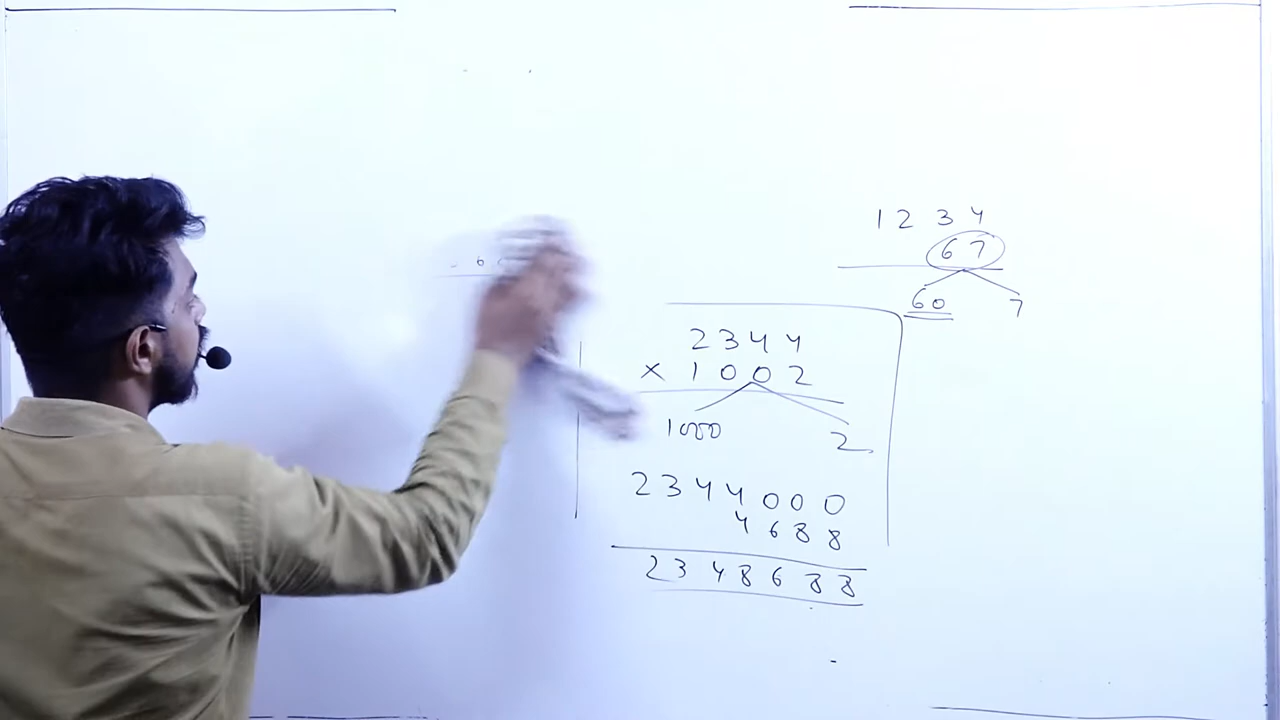 1 2 3 4
6 7
60 7
2 3 4 4
× 1 0 0 2
1000 2
2 3 4 4 0 0 0
4 6 8 8
2 3 4 8 6 8 8